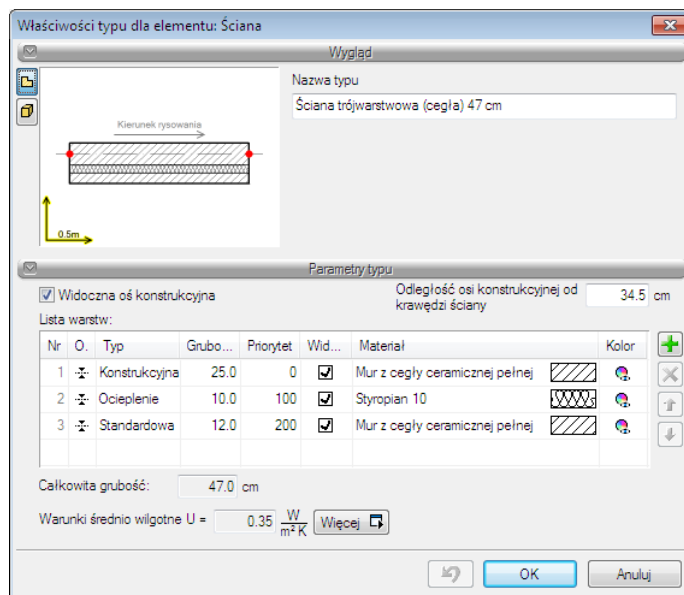 Właściwości typu dla elementu: Ściana
Wygląd
Nazwa typu
Ściana trójwarstwowa (cegła) 47 cm
Kierunek rysowania
0.5m
Parametry typu
Widoczna oś konstrukcyjna
Odległość osi konstrukcyjnej od krawędzi ściany 34.5 cm
Lista warstw:
Nr O. Typ Grubo... Priorytet Wid... Materiał Kolor
1 Konstrukcyjna 25.0 0 Mur z cegły ceramicznej pełnej
2 Ocieplenie 10.0 100 Styropian 10
3 Standardowa 12.0 200 Mur z cegły ceramicznej pełnej
Całkowita grubość: 47.0 cm
Warunki średnio wilgotne U = 0.35 W/m² K Więcej
OK Anuluj